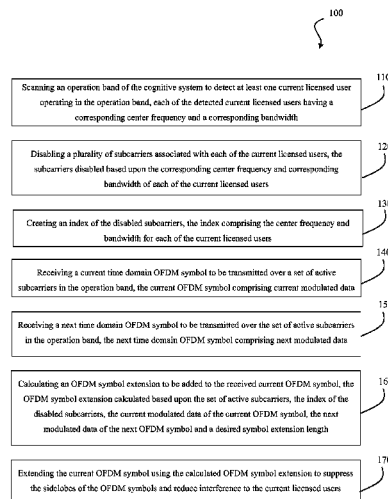 100
110
Scanning an operation band of the cognitive system to detect at least one current licensed user
operating in the operation band, each of the detected current licensed users having a
corresponding center frequency and a corresponding bandwidth
120
Disabling a plurality of subcarriers associated with each of the current licensed users, the
subcarriers disabled based upon the corresponding center frequency and corresponding
bandwidth of each of the current licensed users
130
Creating an index of the disabled subcarriers, the index comprising the center frequency and
bandwidth for each of the current licensed users
140
Receiving a current time domain OFDM symbol to be transmitted over a set of active
subcarriers in the operation band, the current OFDM symbol comprising current modulated data
15
Receiving a next time domain OFDM symbol to be transmitted over the set of active subcarriers
in the operation band, the next time domain OFDM symbol comprising next modulated data
16
Calculating an OFDM symbol extension to be added to the received current OFDM symbol, the
OFDM symbol extension calculated based upon the set of active subcarriers, the index of the
disabled subcarriers, the current modulated data of the current OFDM symbol, the next
modulated data of the next OFDM symbol and a desired symbol extension length
170
Extending the current OFDM symbol using the calculated OFDM symbol extension to suppress
the sidelobes of the OFDM symbols and reduce interference to the current licensed users